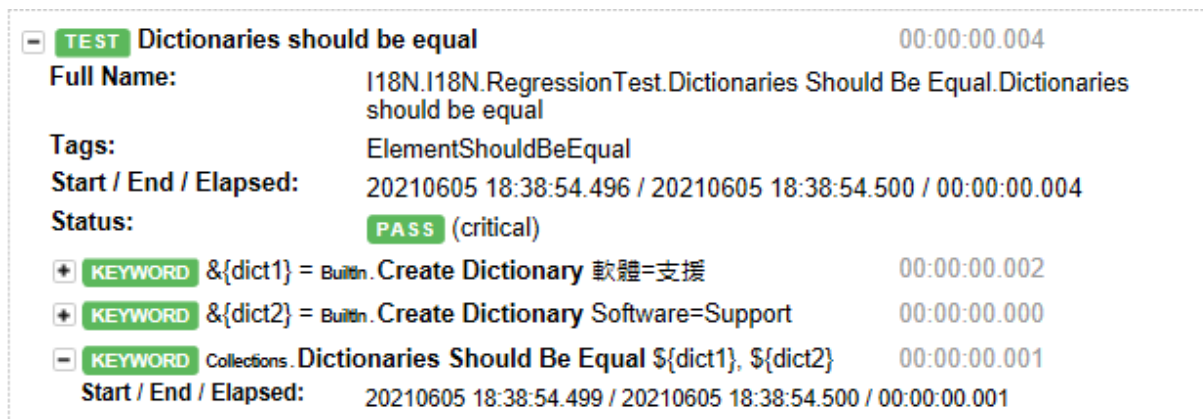 TEST Dictionaries should be equal 00:00:00.004
Full Name: I18N.I18N.RegressionTest.Dictionaries Should Be Equal.Dictionaries
should be equal
Tags: ElementShouldBeEqual
Start / End / Elapsed: 20210605 18:38:54.496 / 20210605 18:38:54.500 / 00:00:00.004
Status: PASS (critical)
KEYWORD &{dict1} = BuiltIn.Create Dictionary 軟體=支援 00:00:00.002
KEYWORD &{dict2} = BuiltIn.Create Dictionary Software=Support 00:00:00.000
KEYWORD Collections.Dictionaries Should Be Equal ${dict1}, ${dict2} 00:00:00.001
Start / End / Elapsed: 20210605 18:38:54.499 / 20210605 18:38:54.500 / 00:00:00.001